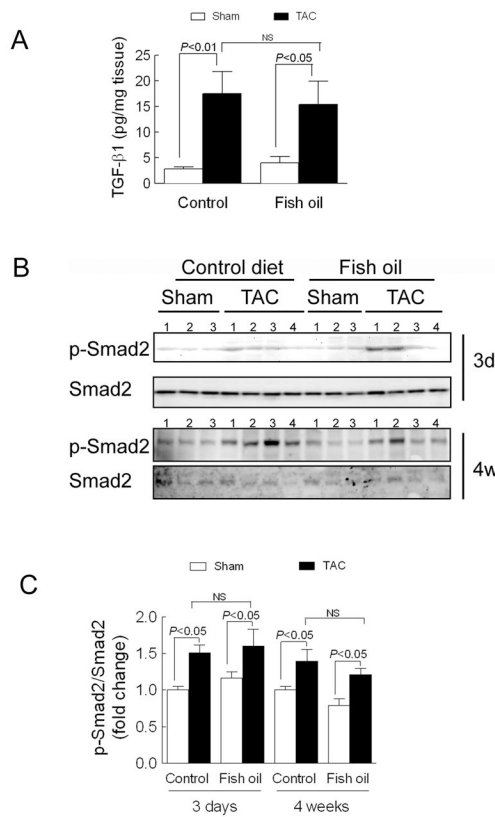 A
Sham TAC
NS
P<0.01
P<0.05
TGF-β1 (pg/mg tissue)
25
20
15
10
5
0
Control Fish oil
B
Control diet Fish oil
Sham TAC Sham TAC
1 2 3 1 2 3 4 1 2 3 1 2 3 4
p-Smad2
Smad2
3d
1 2 3 1 2 3 4 1 2 3 1 2 3 4
p-Smad2
Smad2
4w
C
Sham TAC
NS
P<0.05
P<0.05
NS
P<0.05
P<0.05
p-Smad2/Smad2
(fold change)
2.0
1.5
1.0
0.5
0.0
Control Fish oil Control Fish oil
3 days 4 weeks